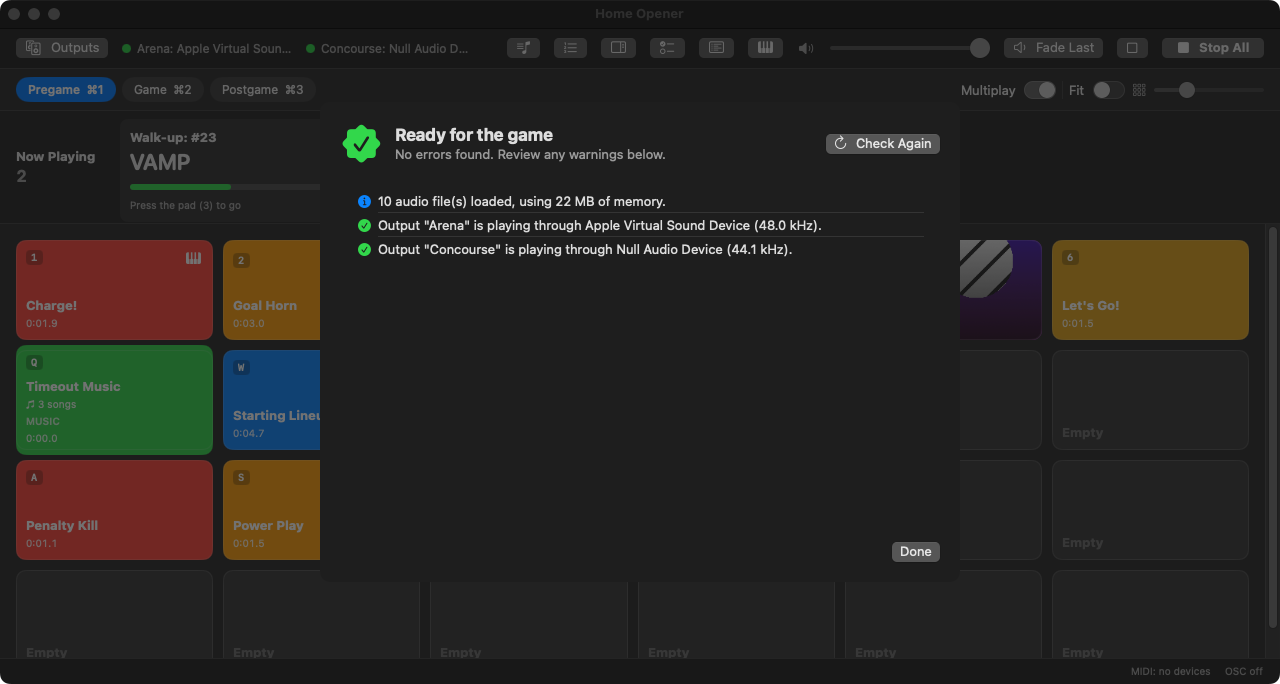 Home Opener
Outputs
Arena: Apple Virtual Soun...
Concourse: Null Audio D...
Fade Last
Stop All
Pregame ⌘1
Game ⌘2
Postgame ⌘3
Multiplay
Fit
Now Playing
2
Walk-up: #23
VAMP
Press the pad (3) to go
Ready for the game
No errors found. Review any warnings below.
Check Again
10 audio file(s) loaded, using 22 MB of memory.
Output "Arena" is playing through Apple Virtual Sound Device (48.0 kHz).
Output "Concourse" is playing through Null Audio Device (44.1 kHz).
Done
1
Charge!
0:01.9
2
Goal Horn
0:03.0
6
Let's Go!
0:01.5
Q
Timeout Music
3 songs
MUSIC
0:00.0
W
Starting Lineu
0:04.7
Empty
A
Penalty Kill
0:01.1
S
Power Play
0:01.5
Empty
Empty
Empty
Empty
Empty
Empty
Empty
MIDI: no devices
OSC off